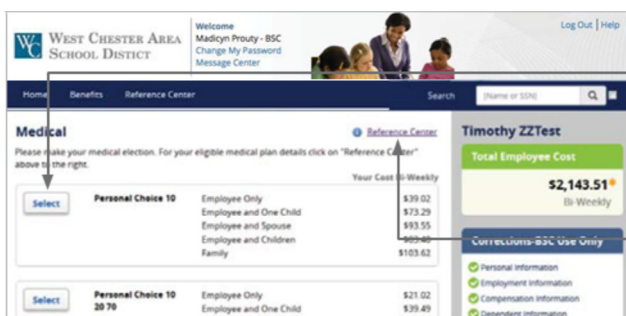 WEST CHESTER AREA
SCHOOL DISTICT
Welcome
Madicyn Prouty - BSC
Change My Password
Message Center
Log Out | Help
Home Benefits Reference Center Search (Name or SSN)
Medical
Reference Center
Please make your medical election. For your eligible medical plan details click on "Reference Center"
above to the right.
Your Cost Bi-Weekly
Select Personal Choice 10 Employee Only $39.02
Employee and One Child $73.29
Employee and Spouse $93.55
Employee and Children
Family $103.62
Select Personal Choice 10 Employee Only $21.02
20 70 Employee and One Child $39.49
Timothy ZZTest
Total Employee Cost
$2,143.51
Bi-Weekly
Corrections-BSC Use Only
Personal Information
Employment Information
Compensation Information
Dependent Information